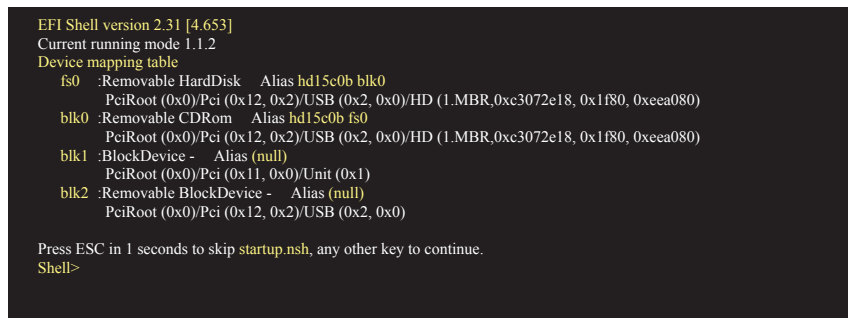 EFI Shell version 2.31 [4.653]
Current running mode 1.1.2
Device mapping table
fs0 :Removable HardDisk Alias hd15c0b blk0
PciRoot (0x0)/Pci (0x12, 0x2)/USB (0x2, 0x0)/HD (1.MBR,0xc3072e18, 0x1f80, 0xeea080)
blk0 :Removable CDRom Alias hd15c0b fs0
PciRoot (0x0)/Pci (0x12, 0x2)/USB (0x2, 0x0)/HD (1.MBR,0xc3072e18, 0x1f80, 0xeea080)
blk1 :BlockDevice - Alias (null)
PciRoot (0x0)/Pci (0x11, 0x0)/Unit (0x1)
blk2 :Removable BlockDevice - Alias (null)
PciRoot (0x0)/Pci (0x12, 0x2)/USB (0x2, 0x0)
Press ESC in 1 seconds to skip startup.nsh, any other key to continue.
Shell>